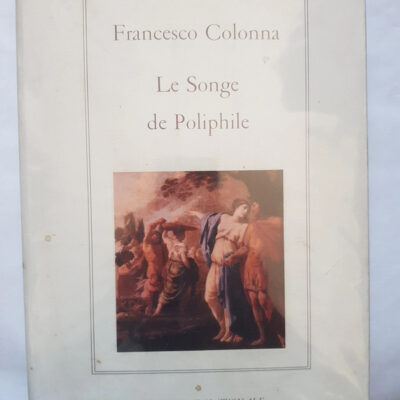 Francesco Colonna
Le Songe
de Poliphile